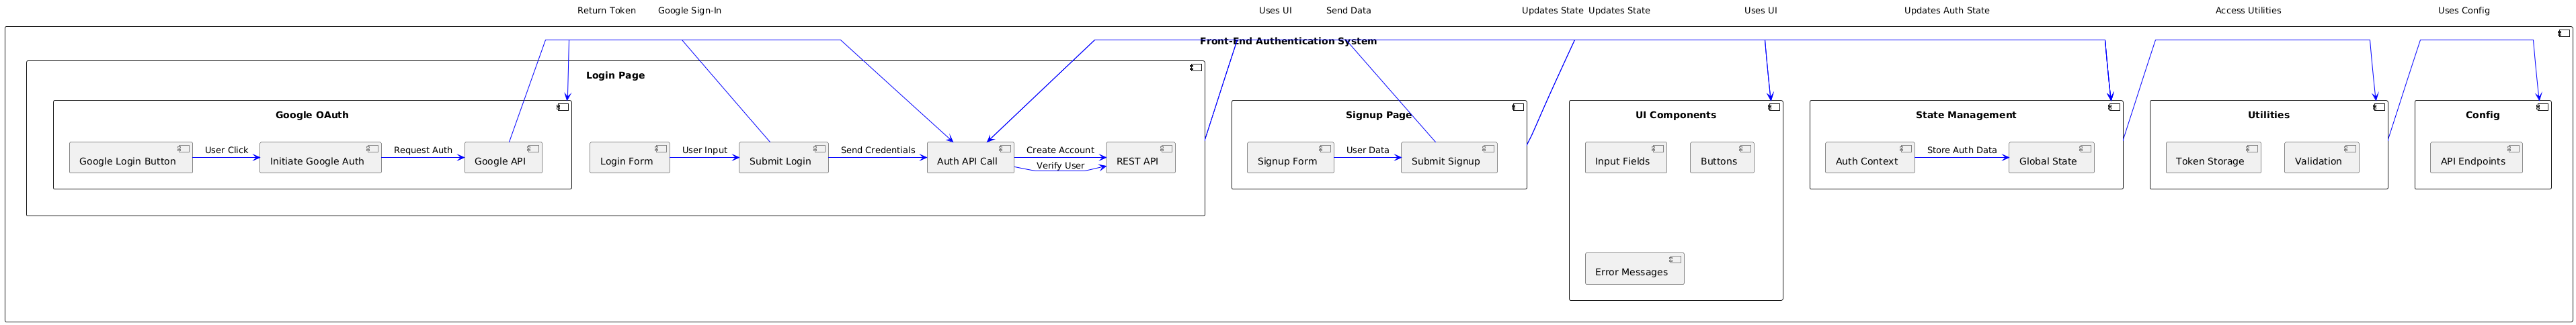 Return Token
Google Sign-In
Uses UI
Send Data
Updates State
Updates State
Uses UI
Updates Auth State
Access Utilities
Uses Config
Front-End Authentication System
Login Page
Google OAuth
Google Login Button
User Click
Initiate Google Auth
Request Auth
Google API
Login Form
User Input
Submit Login
Send Credentials
Auth API Call
Create Account
Verify User
REST API
Signup Page
Signup Form
User Data
Submit Signup
UI Components
Input Fields
Buttons
Error Messages
State Management
Auth Context
Store Auth Data
Global State
Utilities
Token Storage
Validation
Config
API Endpoints